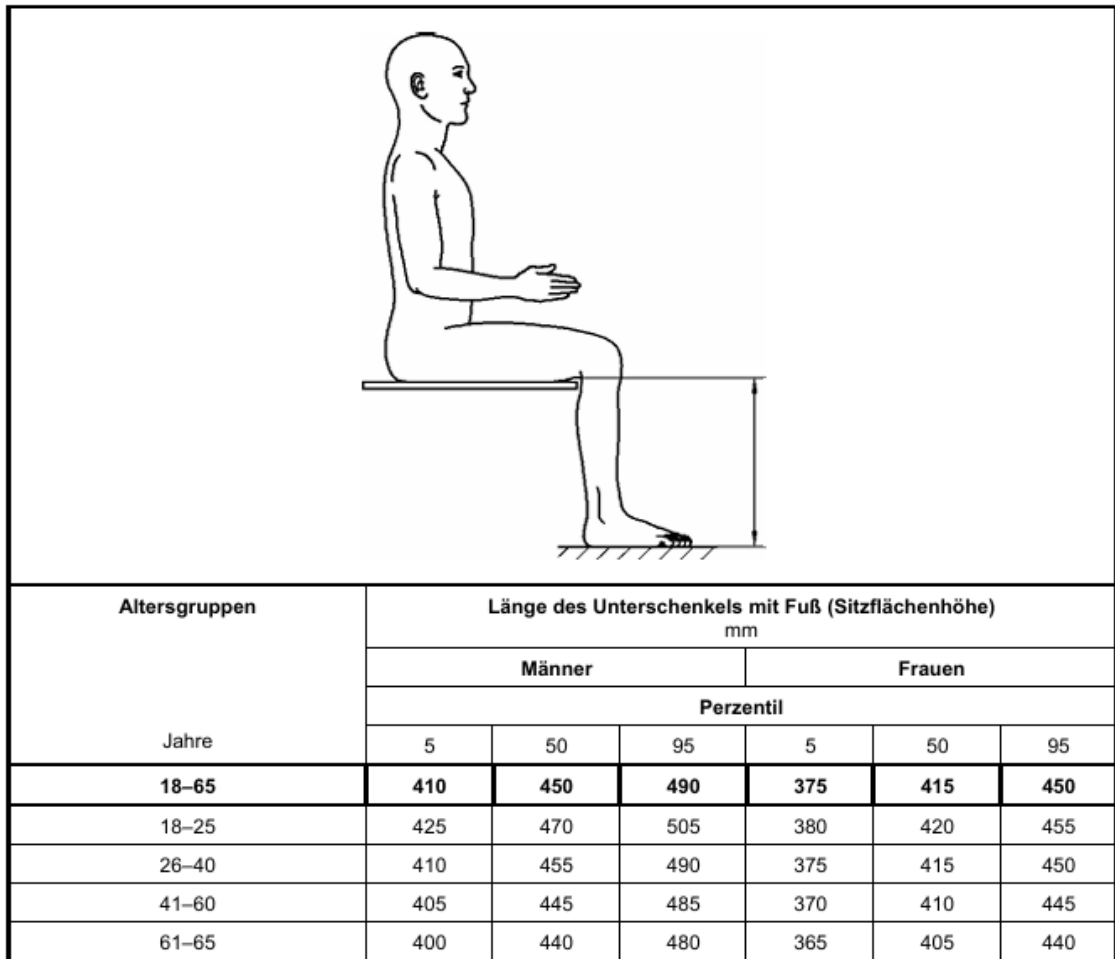 Altersgruppen
Länge des Unterschenkels mit Fuß (Sitzflächenhöhe)
mm
Männer Frauen
Perzentil
Jahre 5 50 95 5 50 95
18–65 410 450 490 375 415 450
18–25 425 470 505 380 420 455
26–40 410 455 490 375 415 450
41–60 405 445 485 370 410 445
61–65 400 440 480 365 405 440